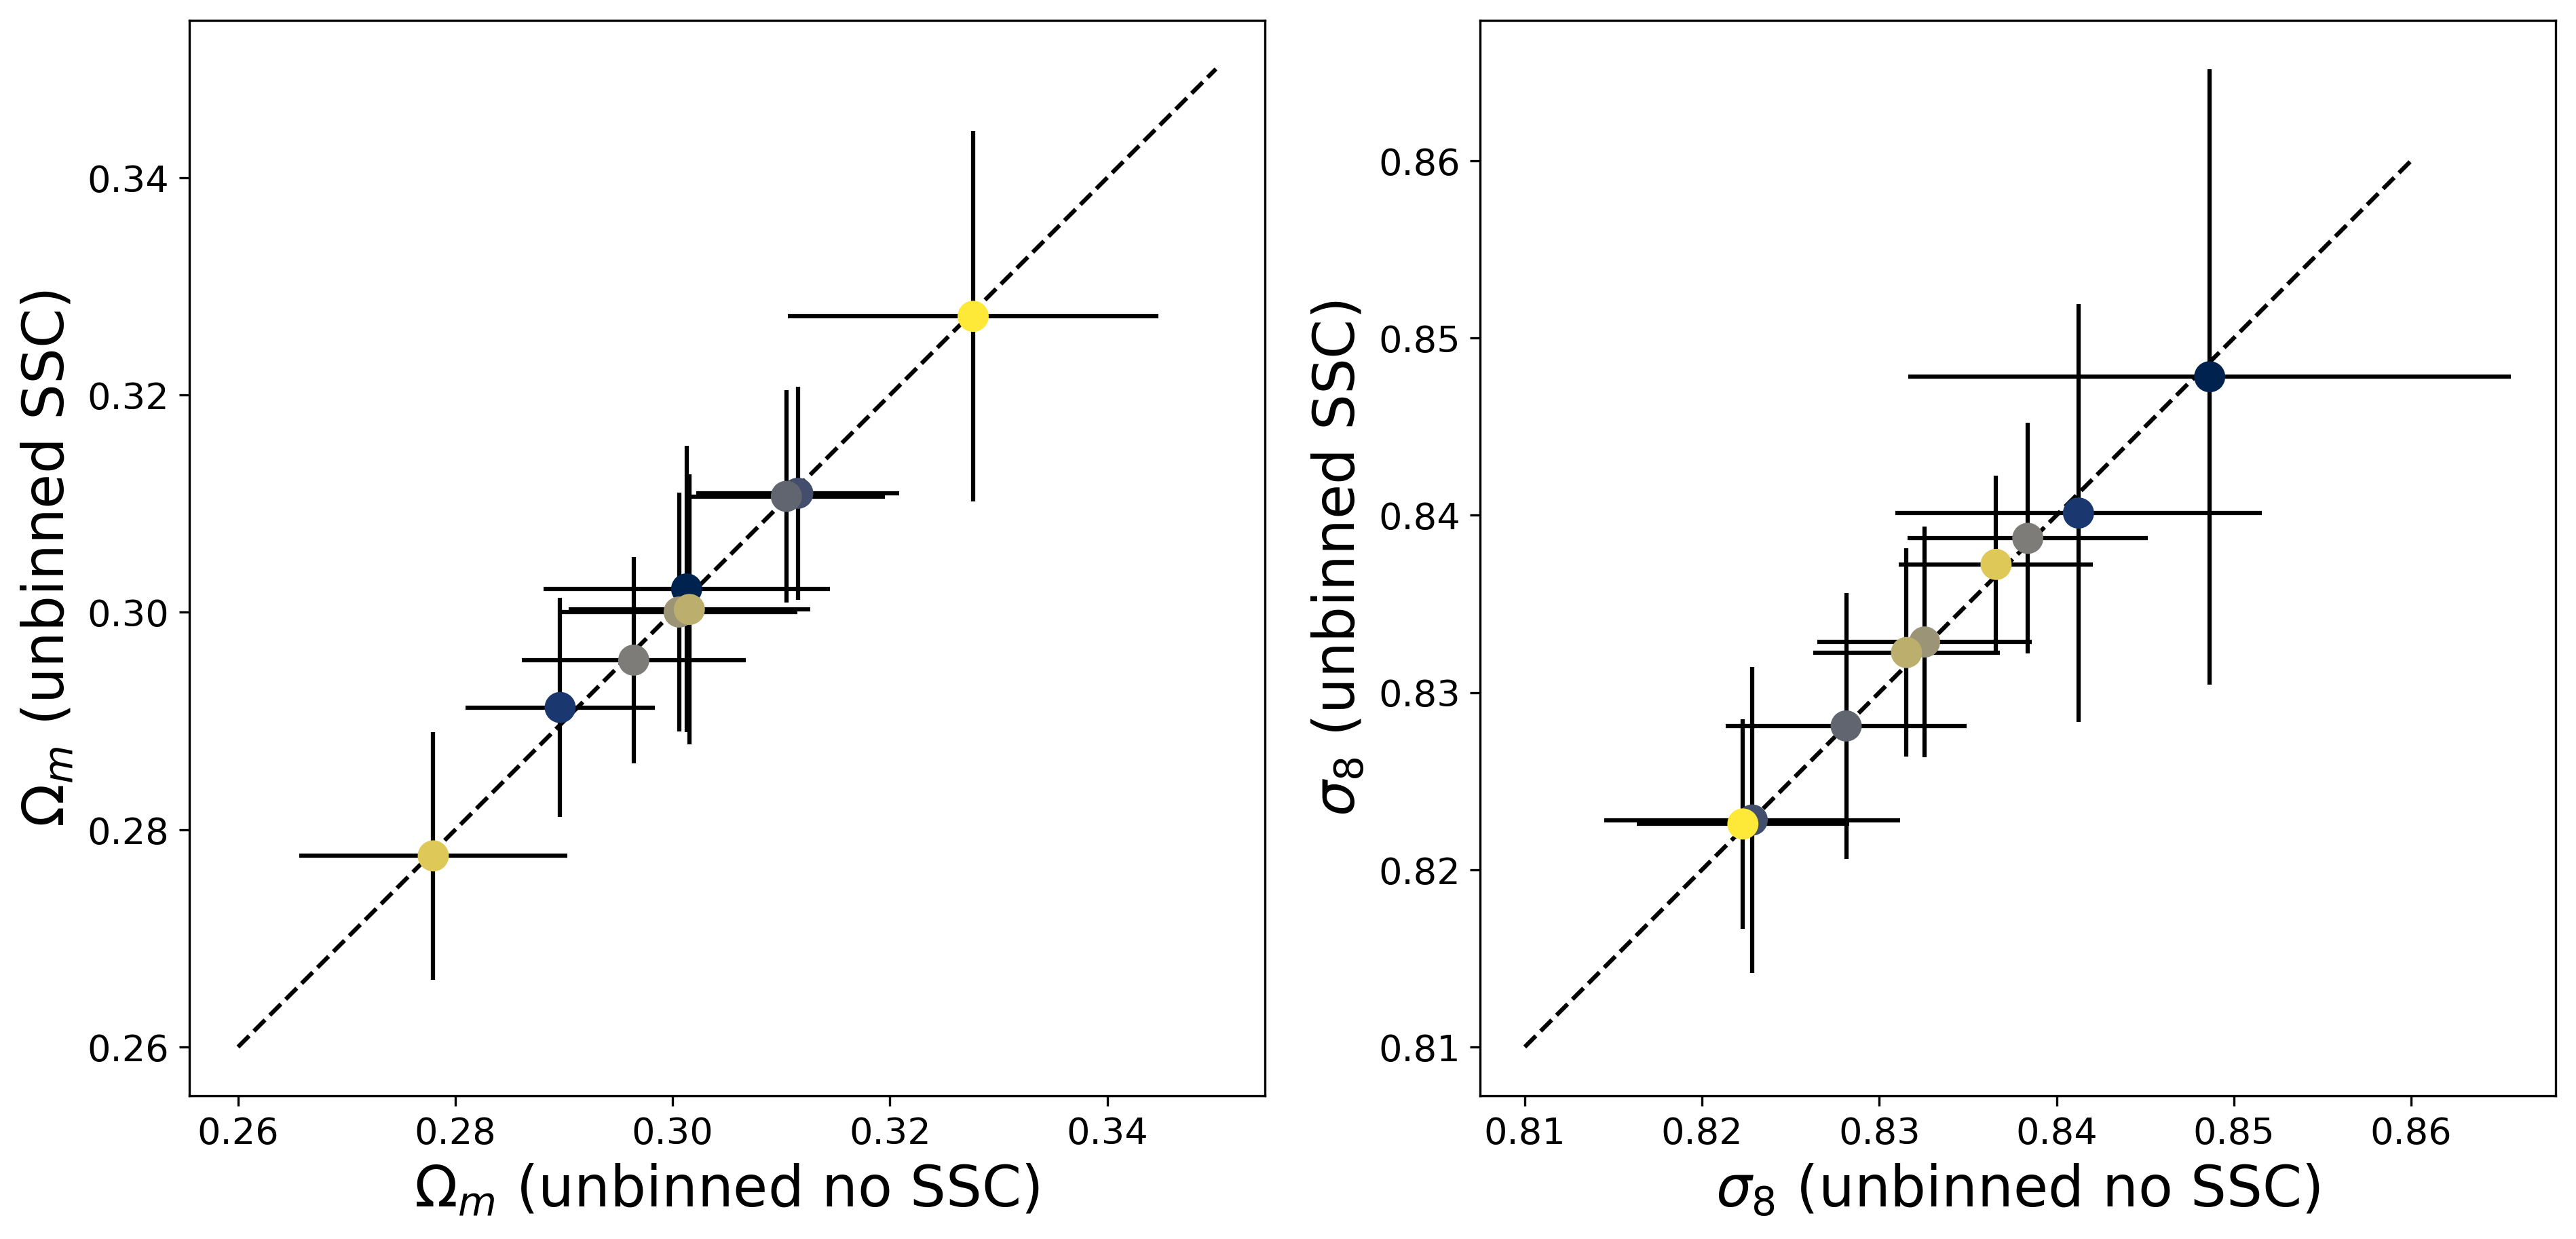 Ωm (unbinned SSC)
0.34
0.32
0.30
0.28
0.26
0.26 0.28 0.30 0.32 0.34
Ωm (unbinned no SSC)
σ8 (unbinned SSC)
0.86
0.85
0.84
0.83
0.82
0.81
0.81 0.82 0.83 0.84 0.85 0.86
σ8 (unbinned no SSC)